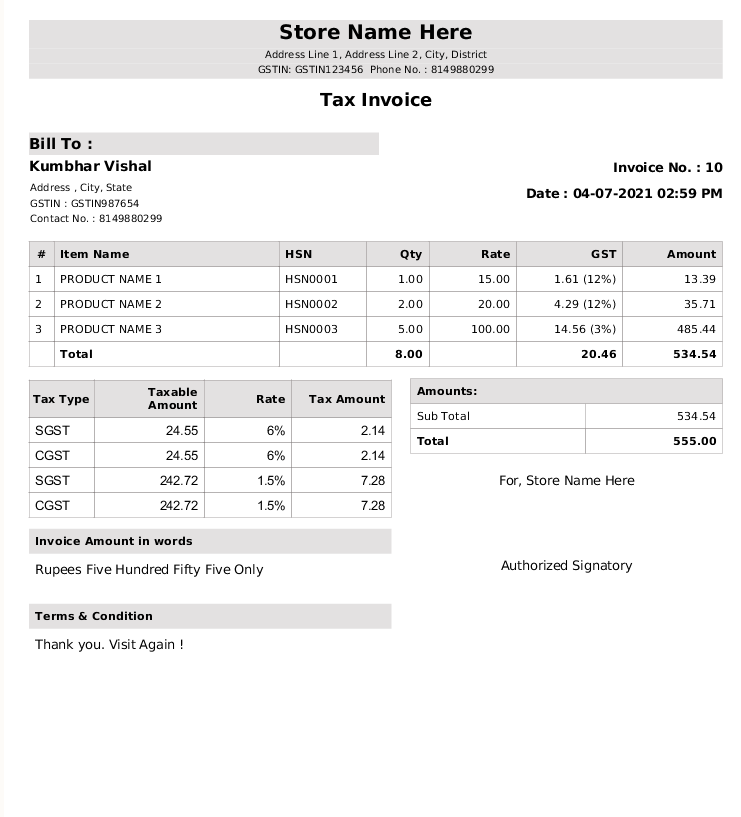 Store Name Here
Address Line 1, Address Line 2, City, District
GSTIN: GSTIN123456 Phone No. : 8149880299
Tax Invoice
Bill To :
Kumbhar Vishal
Invoice No. : 10
Address , City, State
Date : 04-07-2021 02:59 PM
GSTIN : GSTIN987654
Contact No. : 8149880299
# Item Name HSN Qty Rate GST Amount
1 PRODUCT NAME 1 HSN0001 1.00 15.00 1.61 (12%) 13.39
2 PRODUCT NAME 2 HSN0002 2.00 20.00 4.29 (12%) 35.71
3 PRODUCT NAME 3 HSN0003 5.00 100.00 14.56 (3%) 485.44
Total 8.00 20.46 534.54
Tax Type Taxable Amount Rate Tax Amount
SGST 24.55 6% 2.14
CGST 24.55 6% 2.14
SGST 242.72 1.5% 7.28
CGST 242.72 1.5% 7.28
Amounts:
Sub Total 534.54
Total 555.00
For, Store Name Here
Authorized Signatory
Invoice Amount in words
Rupees Five Hundred Fifty Five Only
Terms & Condition
Thank you. Visit Again !